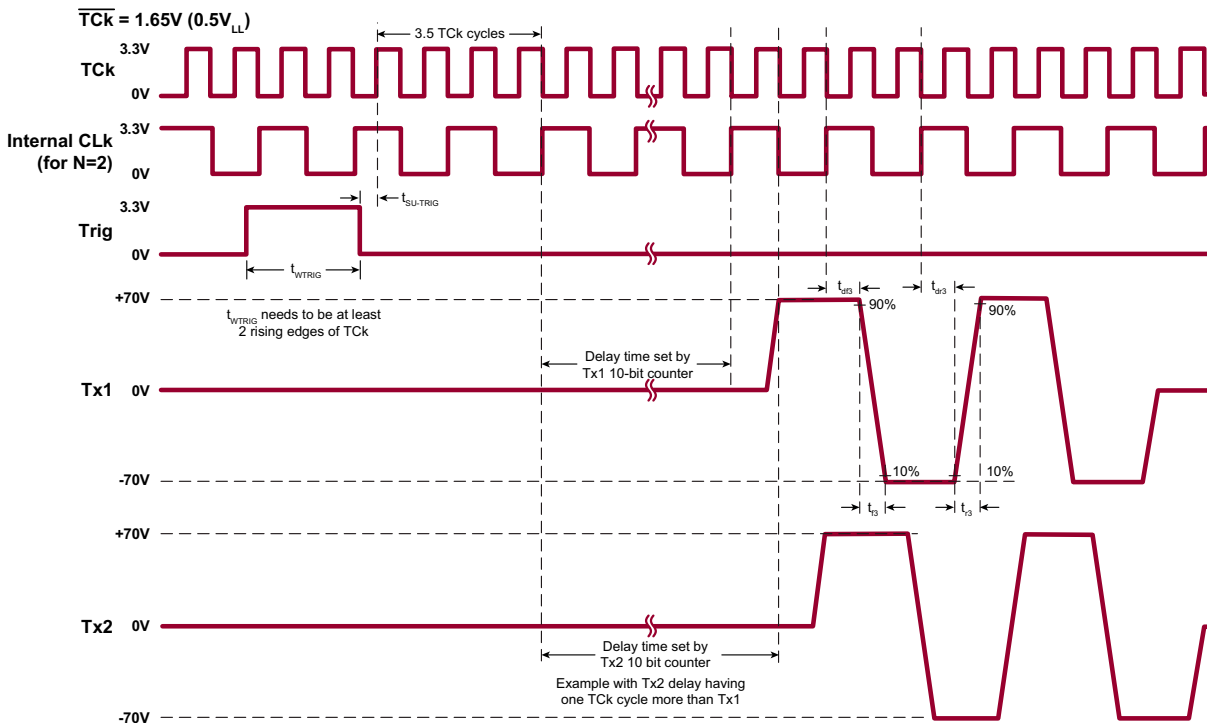 TCk = 1.65V (0.5VLL)
3.5 TCk cycles
3.3V
TCk
0V
3.3V
Internal CLk
(for N=2)
0V
3.3V
tSU-TRIG
Trig
0V
tWTRIG
+70V
tdf3
tdr3
90%
90%
tWTRIG needs to be at least
2 rising edges of TCk
Delay time set by
Tx1 10-bit counter
Tx1 0V
10%
10%
-70V
tf3
tr3
+70V
Tx2 0V
Delay time set by
Tx2 10 bit counter
Example with Tx2 delay having
one TCk cycle more than Tx1
-70V